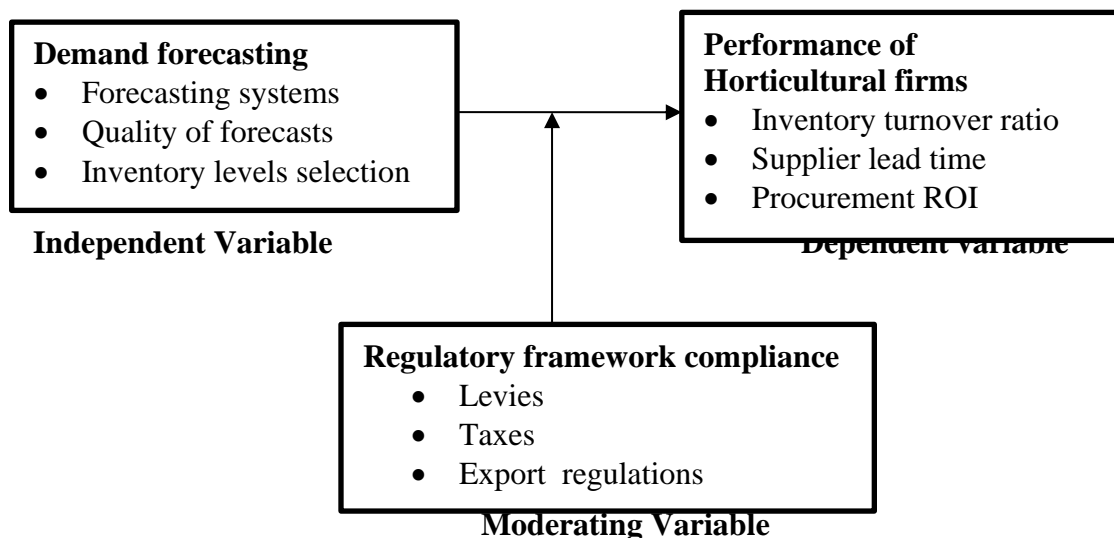 Demand forecasting
• Forecasting systems
• Quality of forecasts
• Inventory levels selection
Independent Variable
Performance of
Horticultural firms
• Inventory turnover ratio
• Supplier lead time
• Procurement ROI
Dependent Variable
Regulatory framework compliance
• Levies
• Taxes
• Export regulations
Moderating Variable